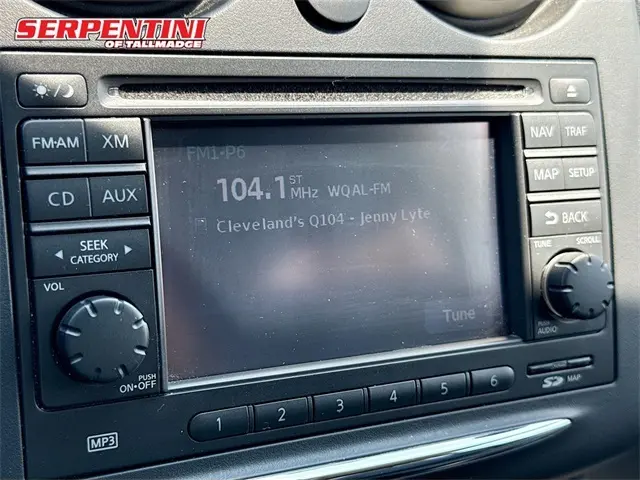 SERPENTINI
OF TALLMADGE
FM·AM
XM
CD
AUX
SEEK
CATEGORY
VOL
PUSH
ON•OFF
MP3
FM1-P6
104.1 ST
MHz WQAL-FM
Cleveland's Q104 - Jenny Lyte
Tune
1 2 3 4 5 6
NAV
TRAF
MAP
SETUP
BACK
TUNE
SCROLL
AUDIO
SD MAP